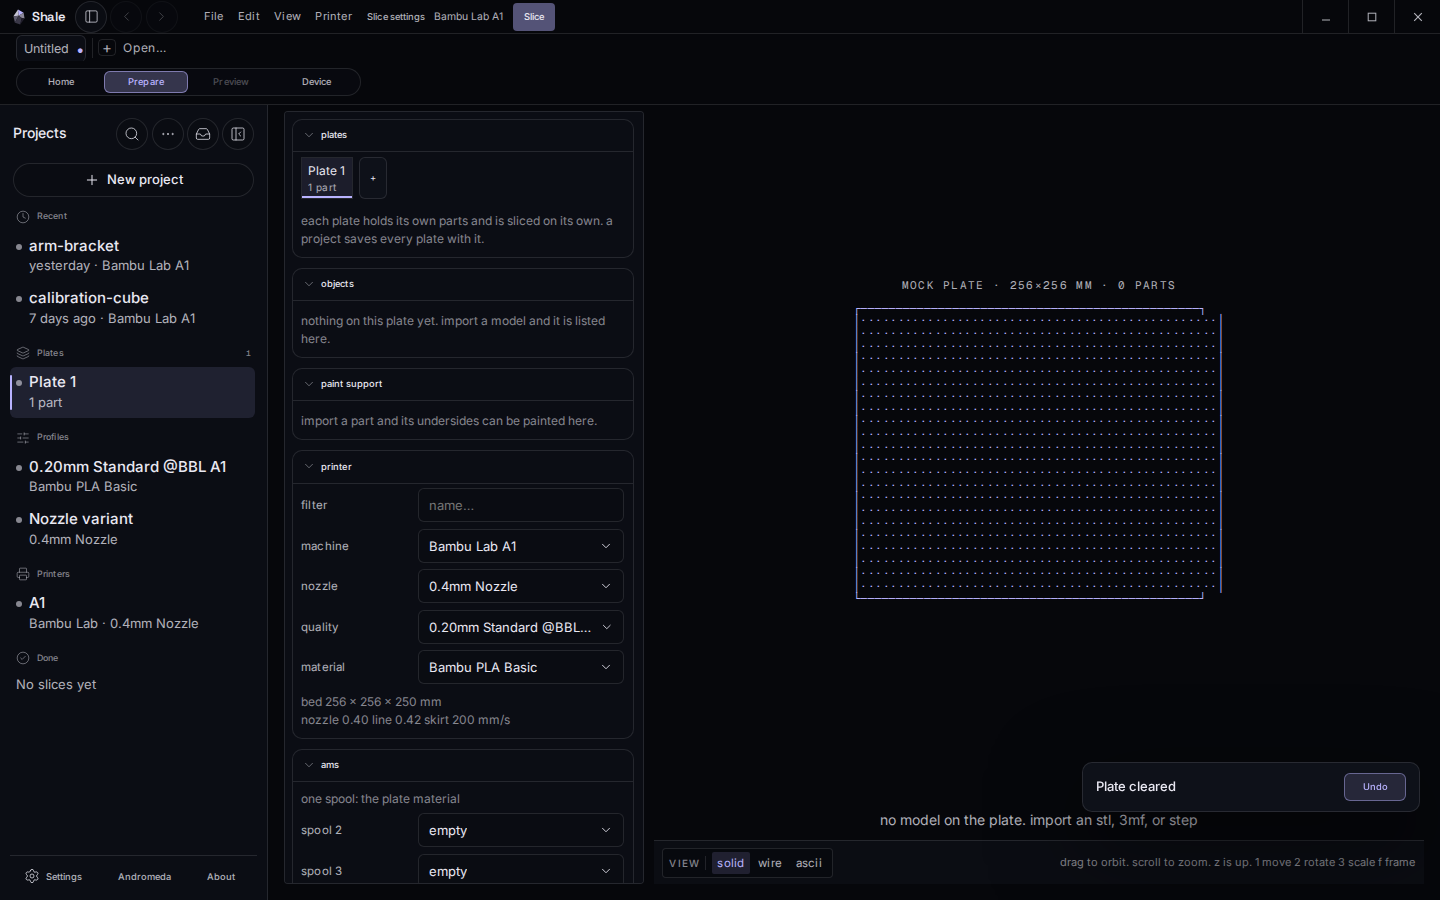 Shale
File Edit View Printer Slice settings Bambu Lab A1 Slice
Untitled
+ Open...
Home Prepare Preview Device
Projects
+ New project
Recent
arm-bracket
yesterday · Bambu Lab A1
calibration-cube
7 days ago · Bambu Lab A1
Plates 1
Plate 1
1 part
Profiles
0.20mm Standard @BBL A1
Bambu PLA Basic
Nozzle variant
0.4mm Nozzle
Printers
A1
Bambu Lab · 0.4mm Nozzle
Done
No slices yet
Settings Andromeda About
plates
Plate 1
1 part
+
each plate holds its own parts and is sliced on its own. a
project saves every plate with it.
objects
nothing on this plate yet. import a model and it is listed
here.
paint support
import a part and its undersides can be painted here.
printer
filter name...
machine Bambu Lab A1
nozzle 0.4mm Nozzle
quality 0.20mm Standard @BBL...
material Bambu PLA Basic
bed 256 × 256 × 250 mm
nozzle 0.40 line 0.42 skirt 200 mm/s
ams
one spool: the plate material
spool 2 empty
spool 3 empty
MOCK PLATE · 256×256 MM · 0 PARTS
Plate cleared Undo
no model on the plate. import an stl, 3mf, or step
VIEW solid wire ascii
drag to orbit. scroll to zoom. z is up. 1 move 2 rotate 3 scale f frame